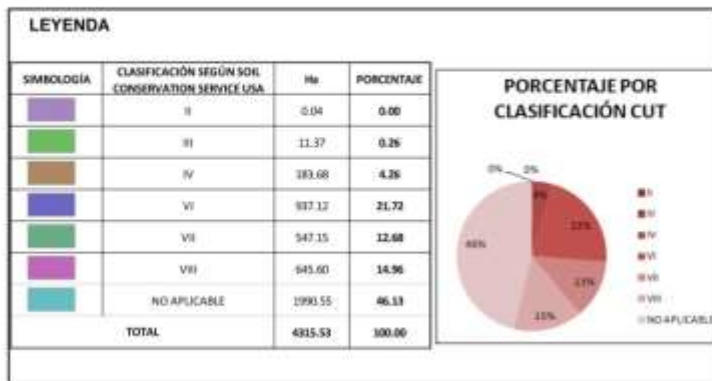 LEYENDA
SIMBOLOGÍA CLASIFICACIÓN SEGÚN SOIL CONSERVATION SERVICE USA Ha PORCENTAJE
II 0.04 0.00
III 11.37 0.26
IV 183.68 4.26
VI 937.12 21.72
VII 547.15 12.68
VIII 645.60 14.96
NO APLICABLE 1990.55 46.13
TOTAL 4315.53 100.00
PORCENTAJE POR
CLASIFICACIÓN CUT
0% 0%
4%
22%
13%
15%
46%
II
III
IV
VI
VII
VIII
NO APLICABLE